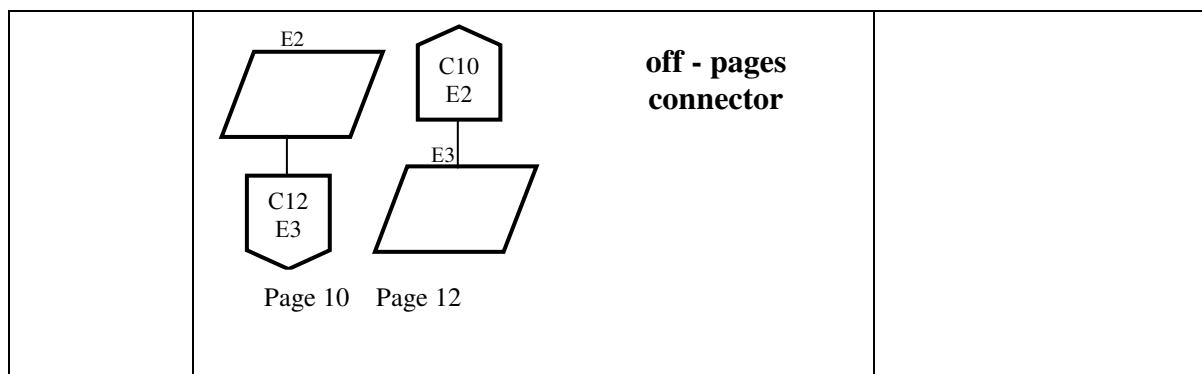 E2
C12
E3
C10
E2
E3
Page 10 Page 12
off - pages
connector